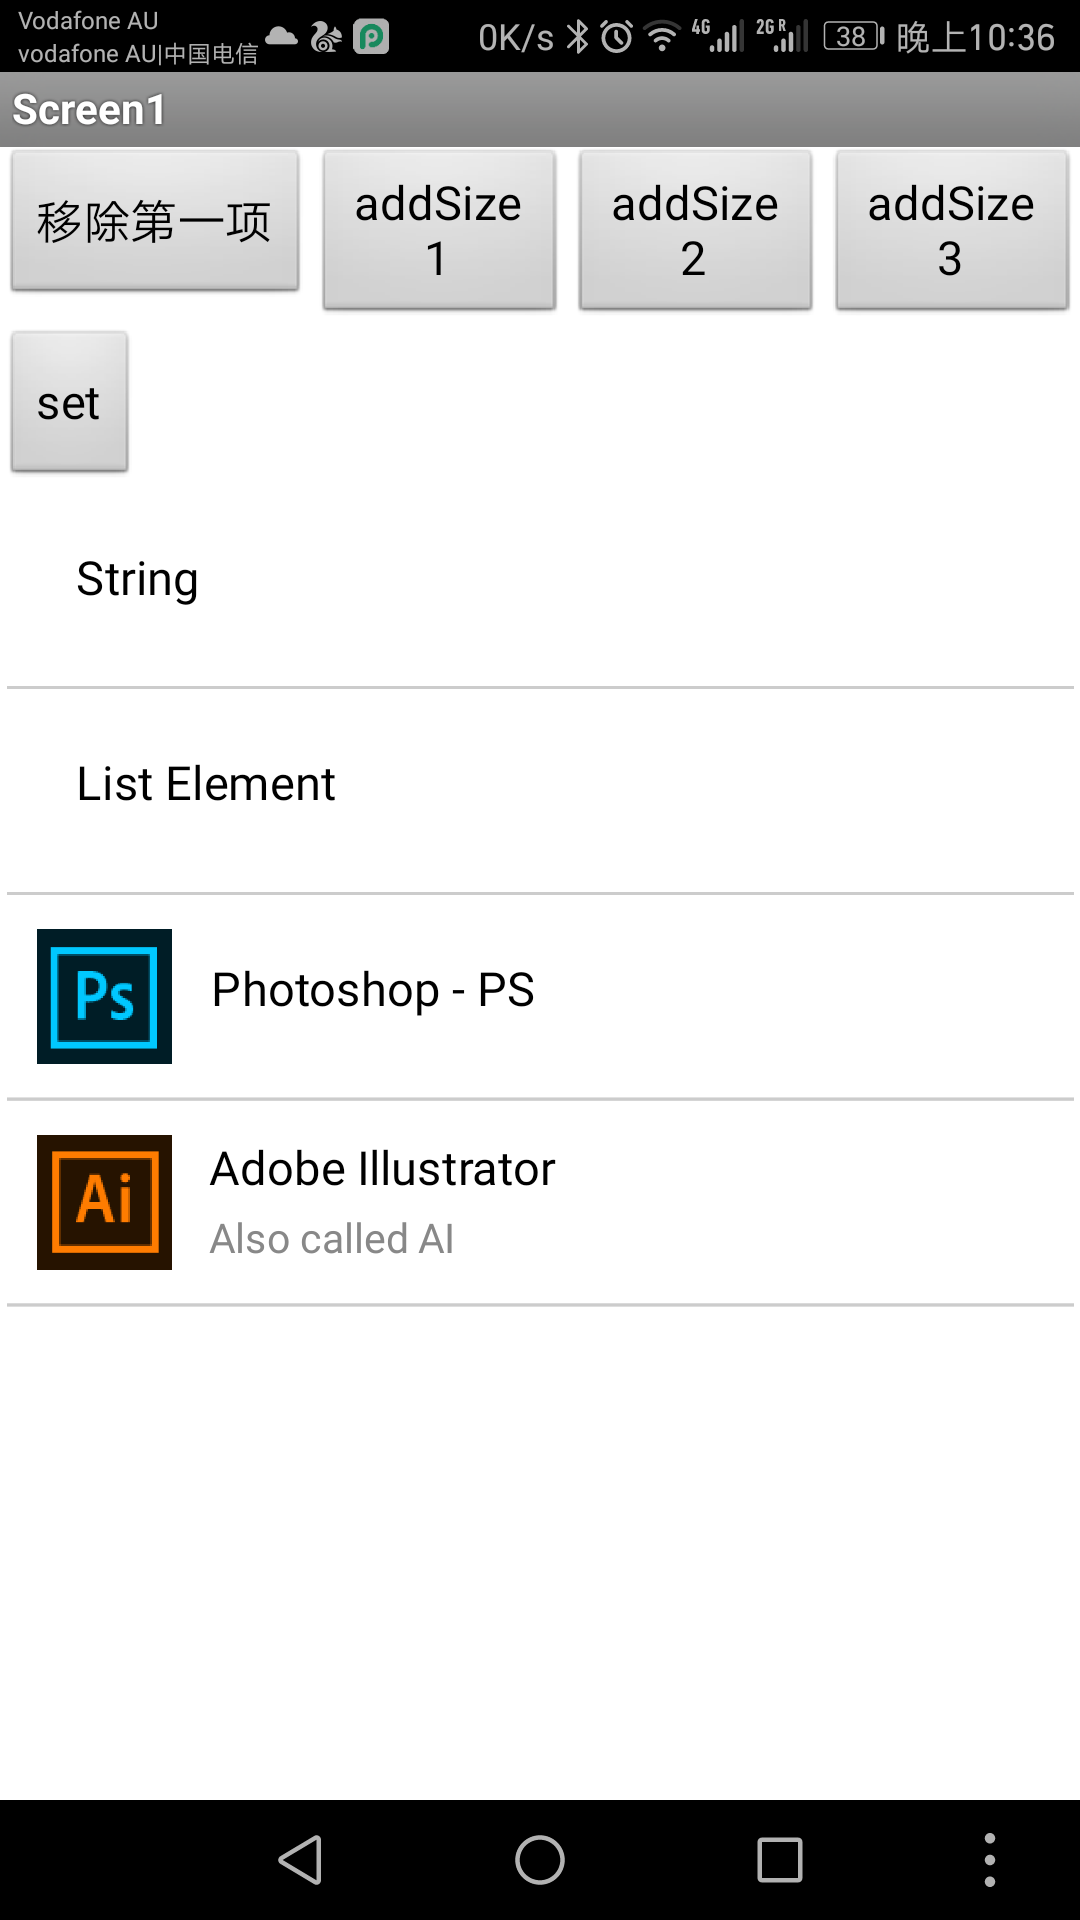 Vodafone AU
vodafone AU|中国电信
0K/s 4G 2G R 38 晚上10:36
Screen1
移除第一项
addSize
1
addSize
2
addSize
3
set
String
List Element
Ps
Photoshop - PS
Ai
Adobe Illustrator
Also called AI